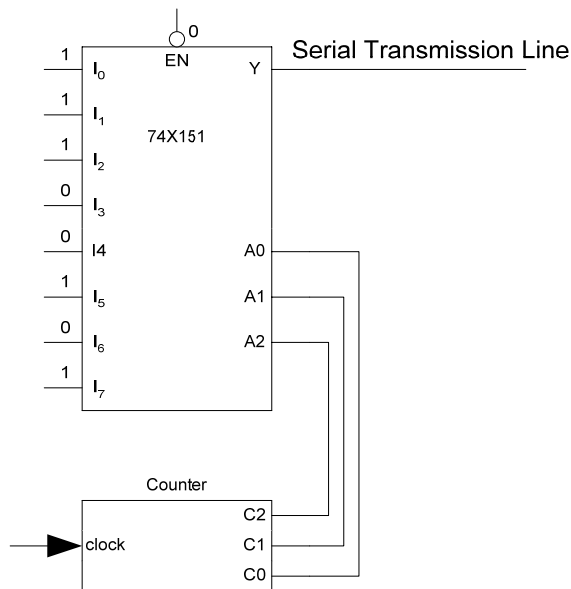 0
EN
Y
Serial Transmission Line
1 I0
1 I1
74X151
1 I2
0 I3
0 I4
A0
1 I5
A1
0 I6
A2
1 I7
Counter
C2
clock
C1
C0